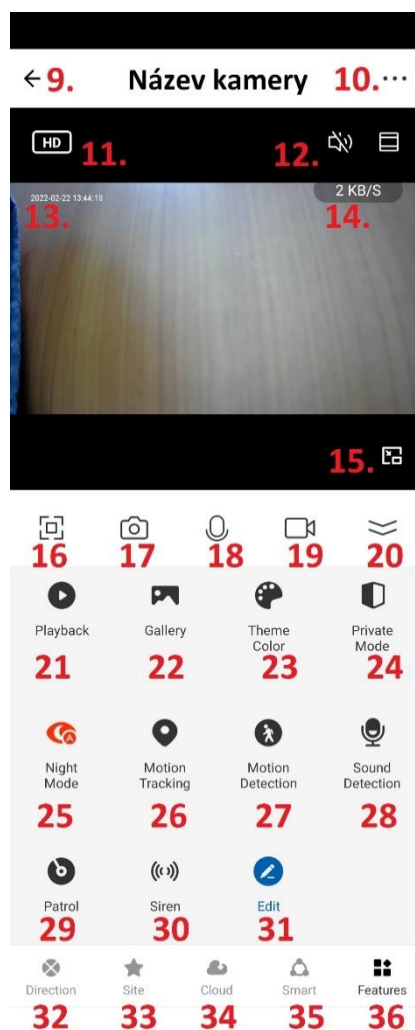 9. Název kamery 10.
HD 11. 12.
2022-02-22 13:44:18 2 KB/S
13. 14.
15.
16 17 18 19 20
Playback Gallery Theme Color Private Mode
21 22 23 24
Night Mode Motion Tracking Motion Detection Sound Detection
25 26 27 28
Patrol Siren Edit
29 30 31
Direction Site Cloud Smart Features
32 33 34 35 36